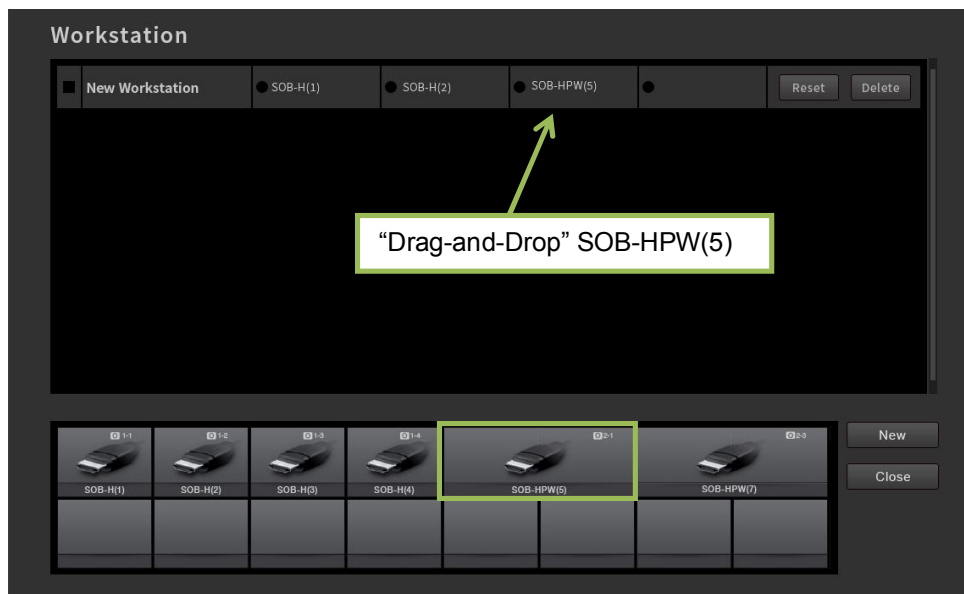 Workstation
New Workstation SOB-H(1) SOB-H(2) SOB-HPW(5) Reset Delete
“Drag-and-Drop” SOB-HPW(5)
1-1 1-2 1-3 1-4 2-1 2-3
SOB-H(1) SOB-H(2) SOB-H(3) SOB-H(4) SOB-HPW(5) SOB-HPW(7)
New
Close